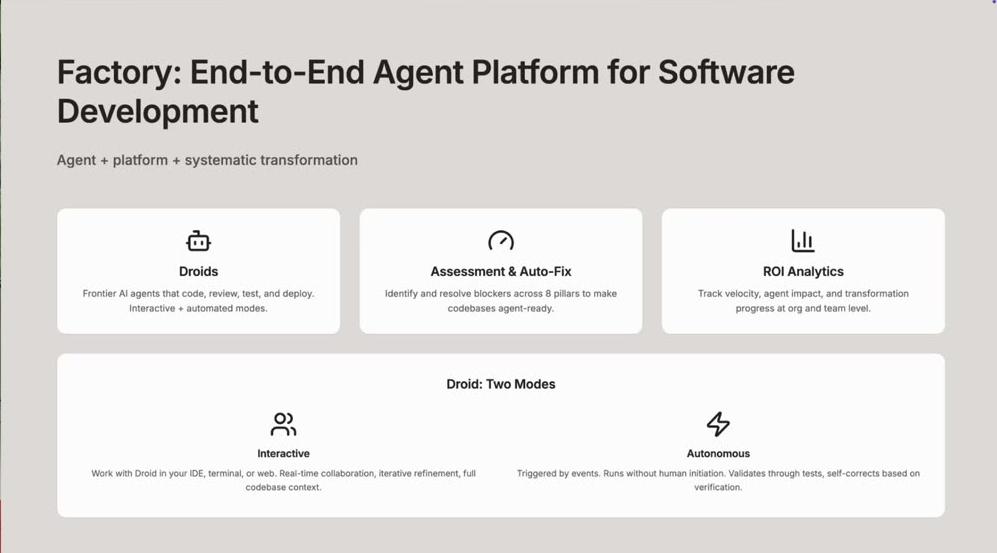 Factory: End-to-End Agent Platform for Software
Development
Agent + platform + systematic transformation
Droids
Frontier AI agents that code, review, test, and deploy.
Interactive + automated modes.
Assessment & Auto-Fix
Identify and resolve blockers across 8 pillars to make
codebases agent-ready.
ROI Analytics
Track velocity, agent impact, and transformation
progress at org and team level.
Droid: Two Modes
Interactive
Work with Droid in your IDE, terminal, or web. Real-time collaboration, iterative refinement, full
codebase context.
Autonomous
Triggered by events. Runs without human initiation. Validates through tests, self-corrects based on
verification.